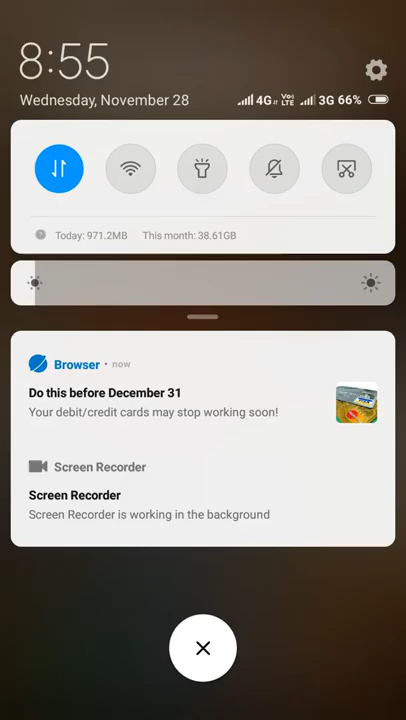 8:55
Wednesday, November 28
4G Vo) LTE 3G 66%
Today: 971.2MB This month: 38.61GB
Browser • now
Do this before December 31
Your debit/credit cards may stop working soon!
Screen Recorder
Screen Recorder
Screen Recorder is working in the background